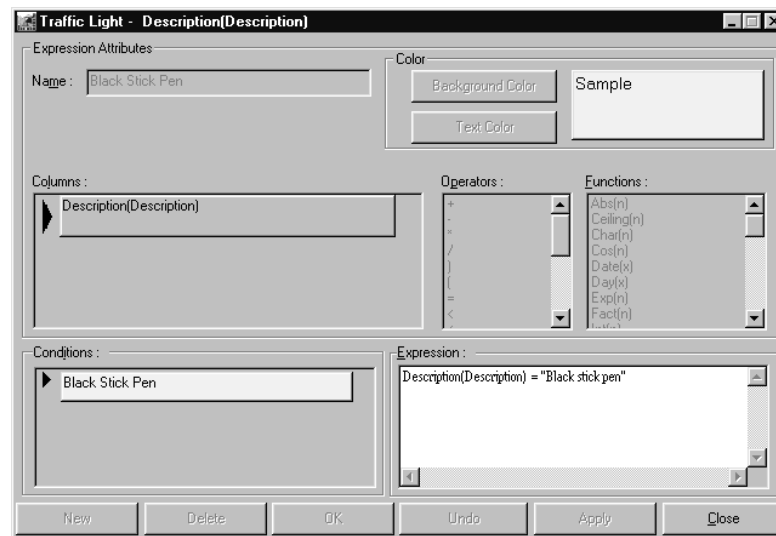 Traffic Light - Description(Description)
Expression Attributes
Name : Black Stick Pen
Color
Background Color
Text Color
Sample
Columns :
Description(Description)
Operators :
+
-
*
/
)
(
=
<
Functions :
Abs(n)
Ceiling(n)
Char(n)
Cos(n)
Date(x)
Day(x)
Exp(n)
Fact(n)
Conditions :
Black Stick Pen
Expression :
Description(Description) = "Black stick pen"
New
Delete
OK
Undo
Apply
Close